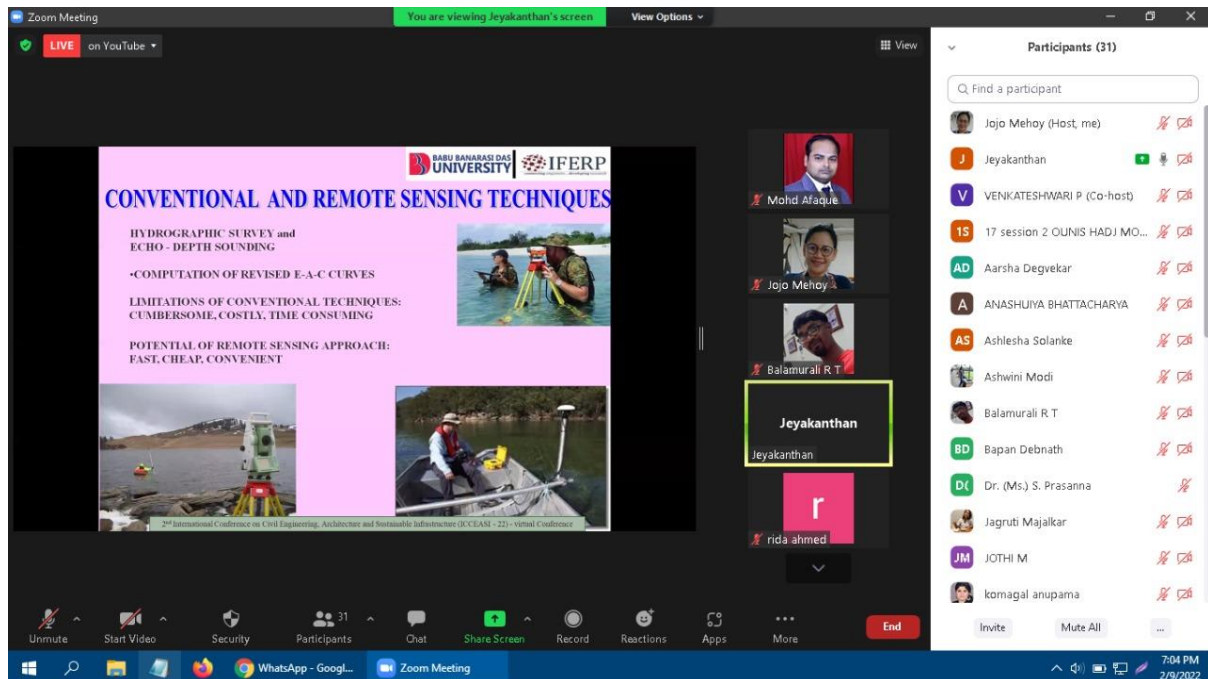 Zoom Meeting
You are viewing Jeyakanthan's screen
View Options
LIVE on YouTube
View
BABU BANARASI DAS
UNIVERSITY
IFERP
CONVENTIONAL AND REMOTE SENSING TECHNIQUES
HYDROGRAPHIC SURVEY and
ECHO - DEPTH SOUNDING
•COMPUTATION OF REVISED E-A-C CURVES
LIMITATIONS OF CONVENTIONAL TECHNIQUES:
CUMBERSOME, COSTLY, TIME CONSUMING
POTENTIAL OF REMOTE SENSING APPROACH:
FAST, CHEAP, CONVENIENT
2nd International Conference on Civil Engineering, Architecture and Sustainable Infrastructure (ICCEASI - 22) - virtual Conference
Mohd Afaque
Jojo Mehoy
Balamurali R T
Jeyakanthan
Jeyakanthan
r
rida ahmed
Participants (31)
Find a participant
Jojo Mehoy (Host, me)
J Jeyakanthan
V VENKATESHWARI P (Co-host)
1S 17 session 2 OUNIS HADJ MO...
AD Aarsha Degvekar
A ANASHUIYA BHATTACHARYA
AS Ashlesha Solanke
Ashwini Modi
Balamurali R T
BD Bapan Debnath
D( Dr. (Ms.) S. Prasanna
Jagruti Majalkar
JM JOTHI M
komagal anupama
Invite Mute All ...
Unmute
Start Video
Security
31
Participants
Chat
Share Screen
Record
Reactions
Apps
More
End
WhatsApp - Googl...
Zoom Meeting
7:04 PM
2/9/2022